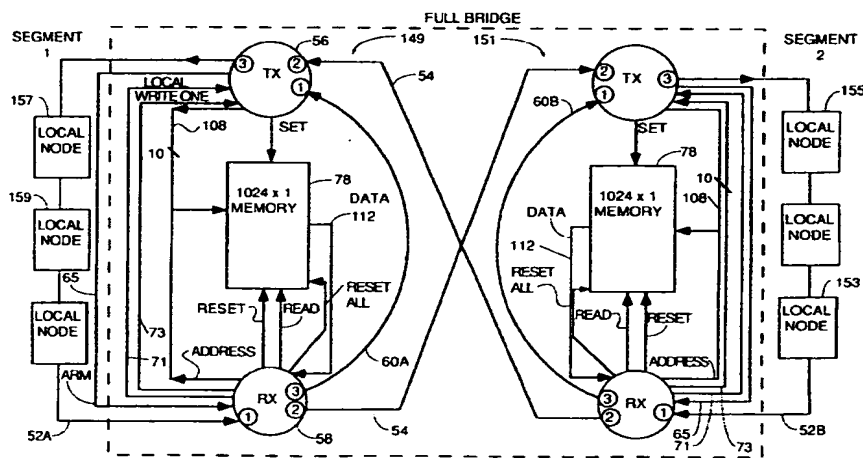 FULL BRIDGE
SEGMENT
1
56
149
151
SEGMENT
2
3
TX
2
1
2
TX
3
1
54
60B
LOCAL
WRITE ONE
157
155
LOCAL
NODE
108
SET
SET
LOCAL
NODE
10
78
78
10
108
159
1024 x 1
MEMORY
DATA
112
1024 x 1
MEMORY
DATA
112
LOCAL
NODE
LOCAL
NODE
65
RESET
ALL
RESET
ALL
153
LOCAL
NODE
73
RESET
READ
READ
RESET
LOCAL
NODE
71
ADDRESS
60A
ADDRESS
ARM
RX
3
2
1
3
2
RX
1
52A
58
54
65
71
73
52B